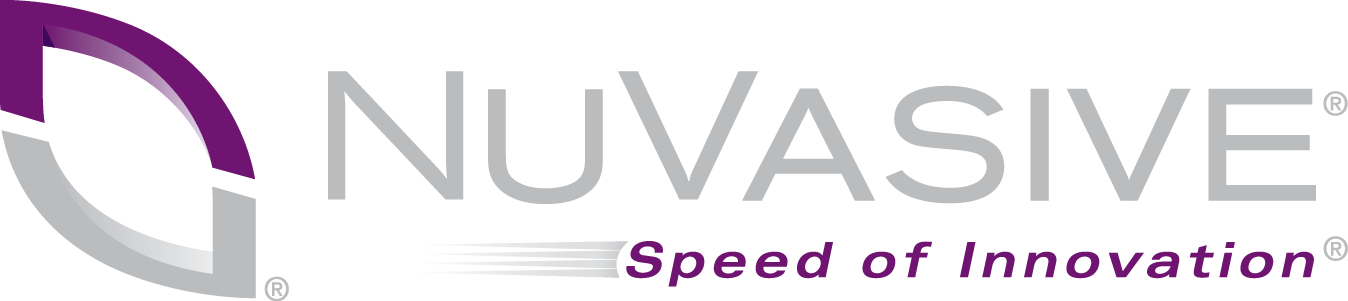 NUVASIVE®
Speed of Innovation®
®